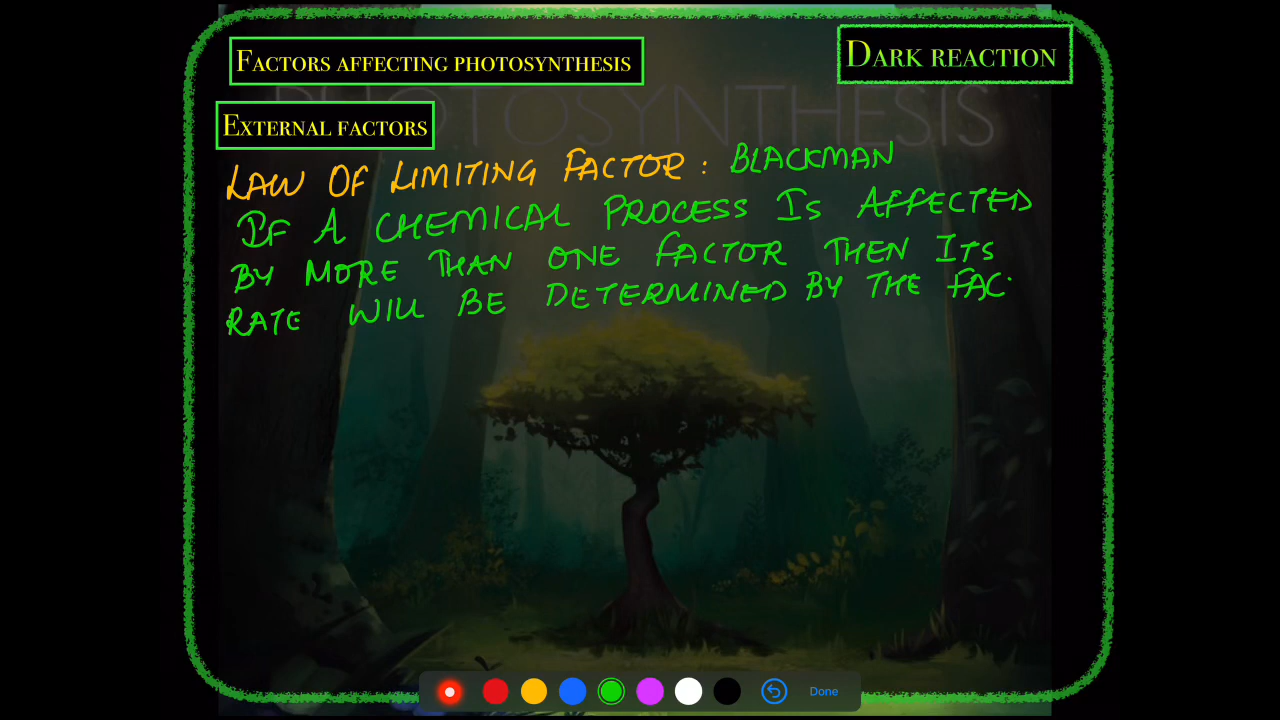 FACTORS AFFECTING PHOTOSYNTHESIS
DARK REACTION
PHOTOSYNTHESIS
EXTERNAL FACTORS
LAW OF LIMITING FACTOR : BLACKMAN
IF A CHEMICAL PROCESS IS AFFECTED
BY MORE THAN ONE FACTOR THEN ITS
RATE WILL BE DETERMINED BY THE FAC.
Done